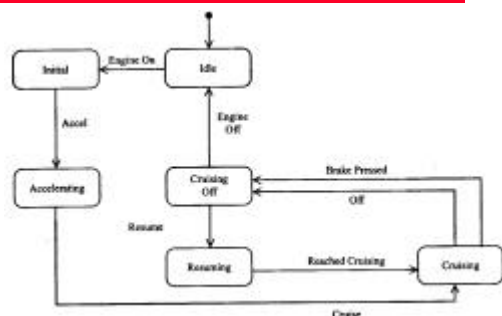 Engine On
Initial
Idle
Accel
Engine
Off
Brake Pressed
Accelerating
Cruising
Off
Off
Resume
Resuming
Reached Cruising
Cruising
Cruise